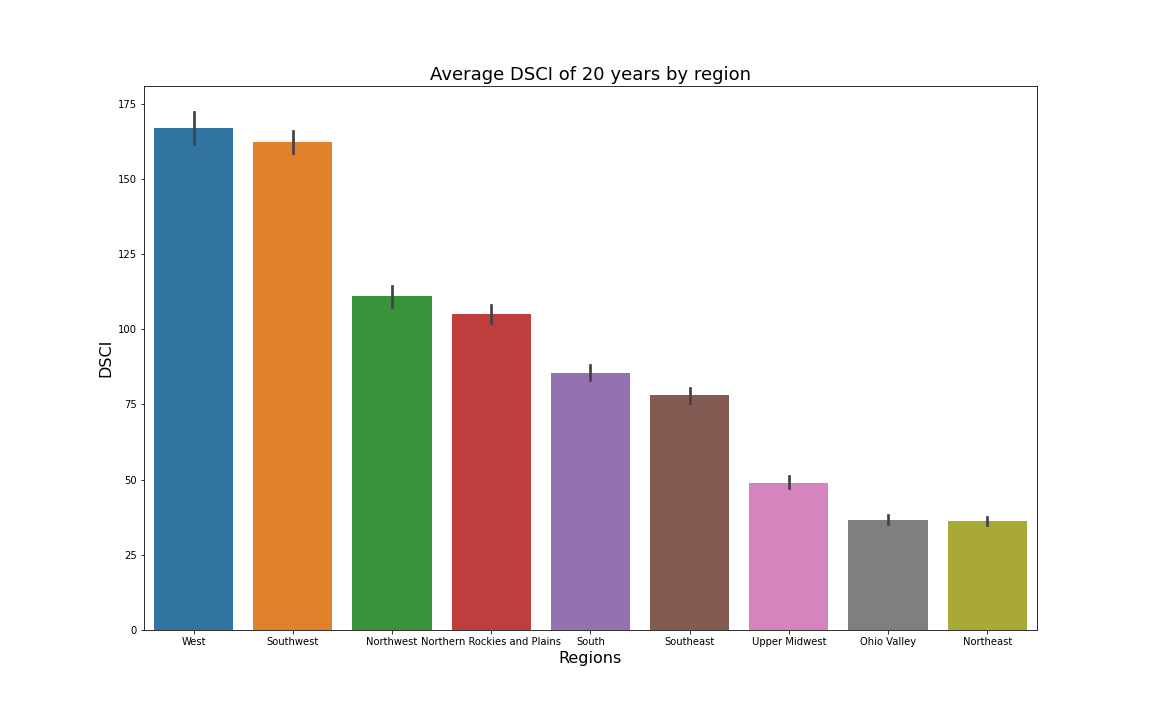 Average DSCI of 20 years by region
175
150
125
100
75
50
25
0
DSCI
West Southwest Northwest Northern Rockies and Plains South Southeast Upper Midwest Ohio Valley Northeast
Regions